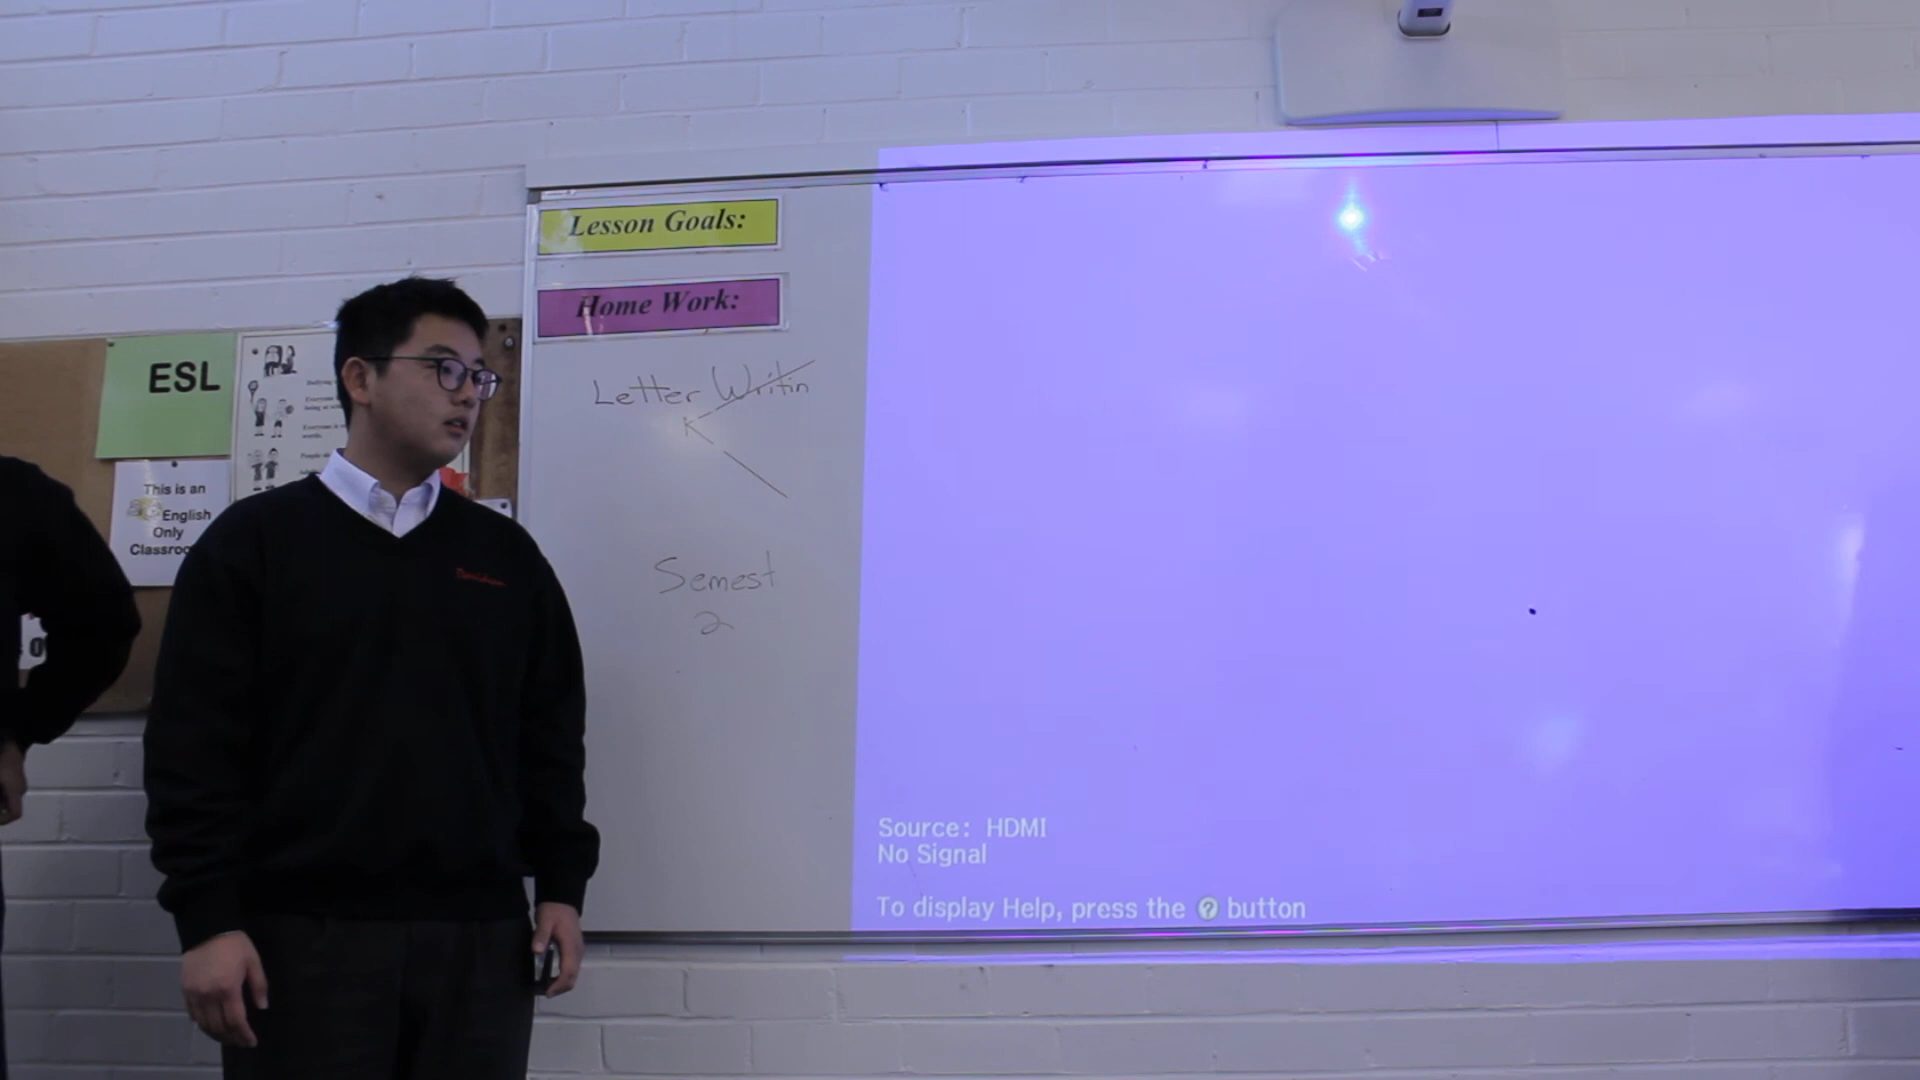 Lesson Goals:
Home Work:
Letter Writin
Semest
2
ESL
This is an
English
Only
Source: HDMI
No Signal
To display Help, press the ? button